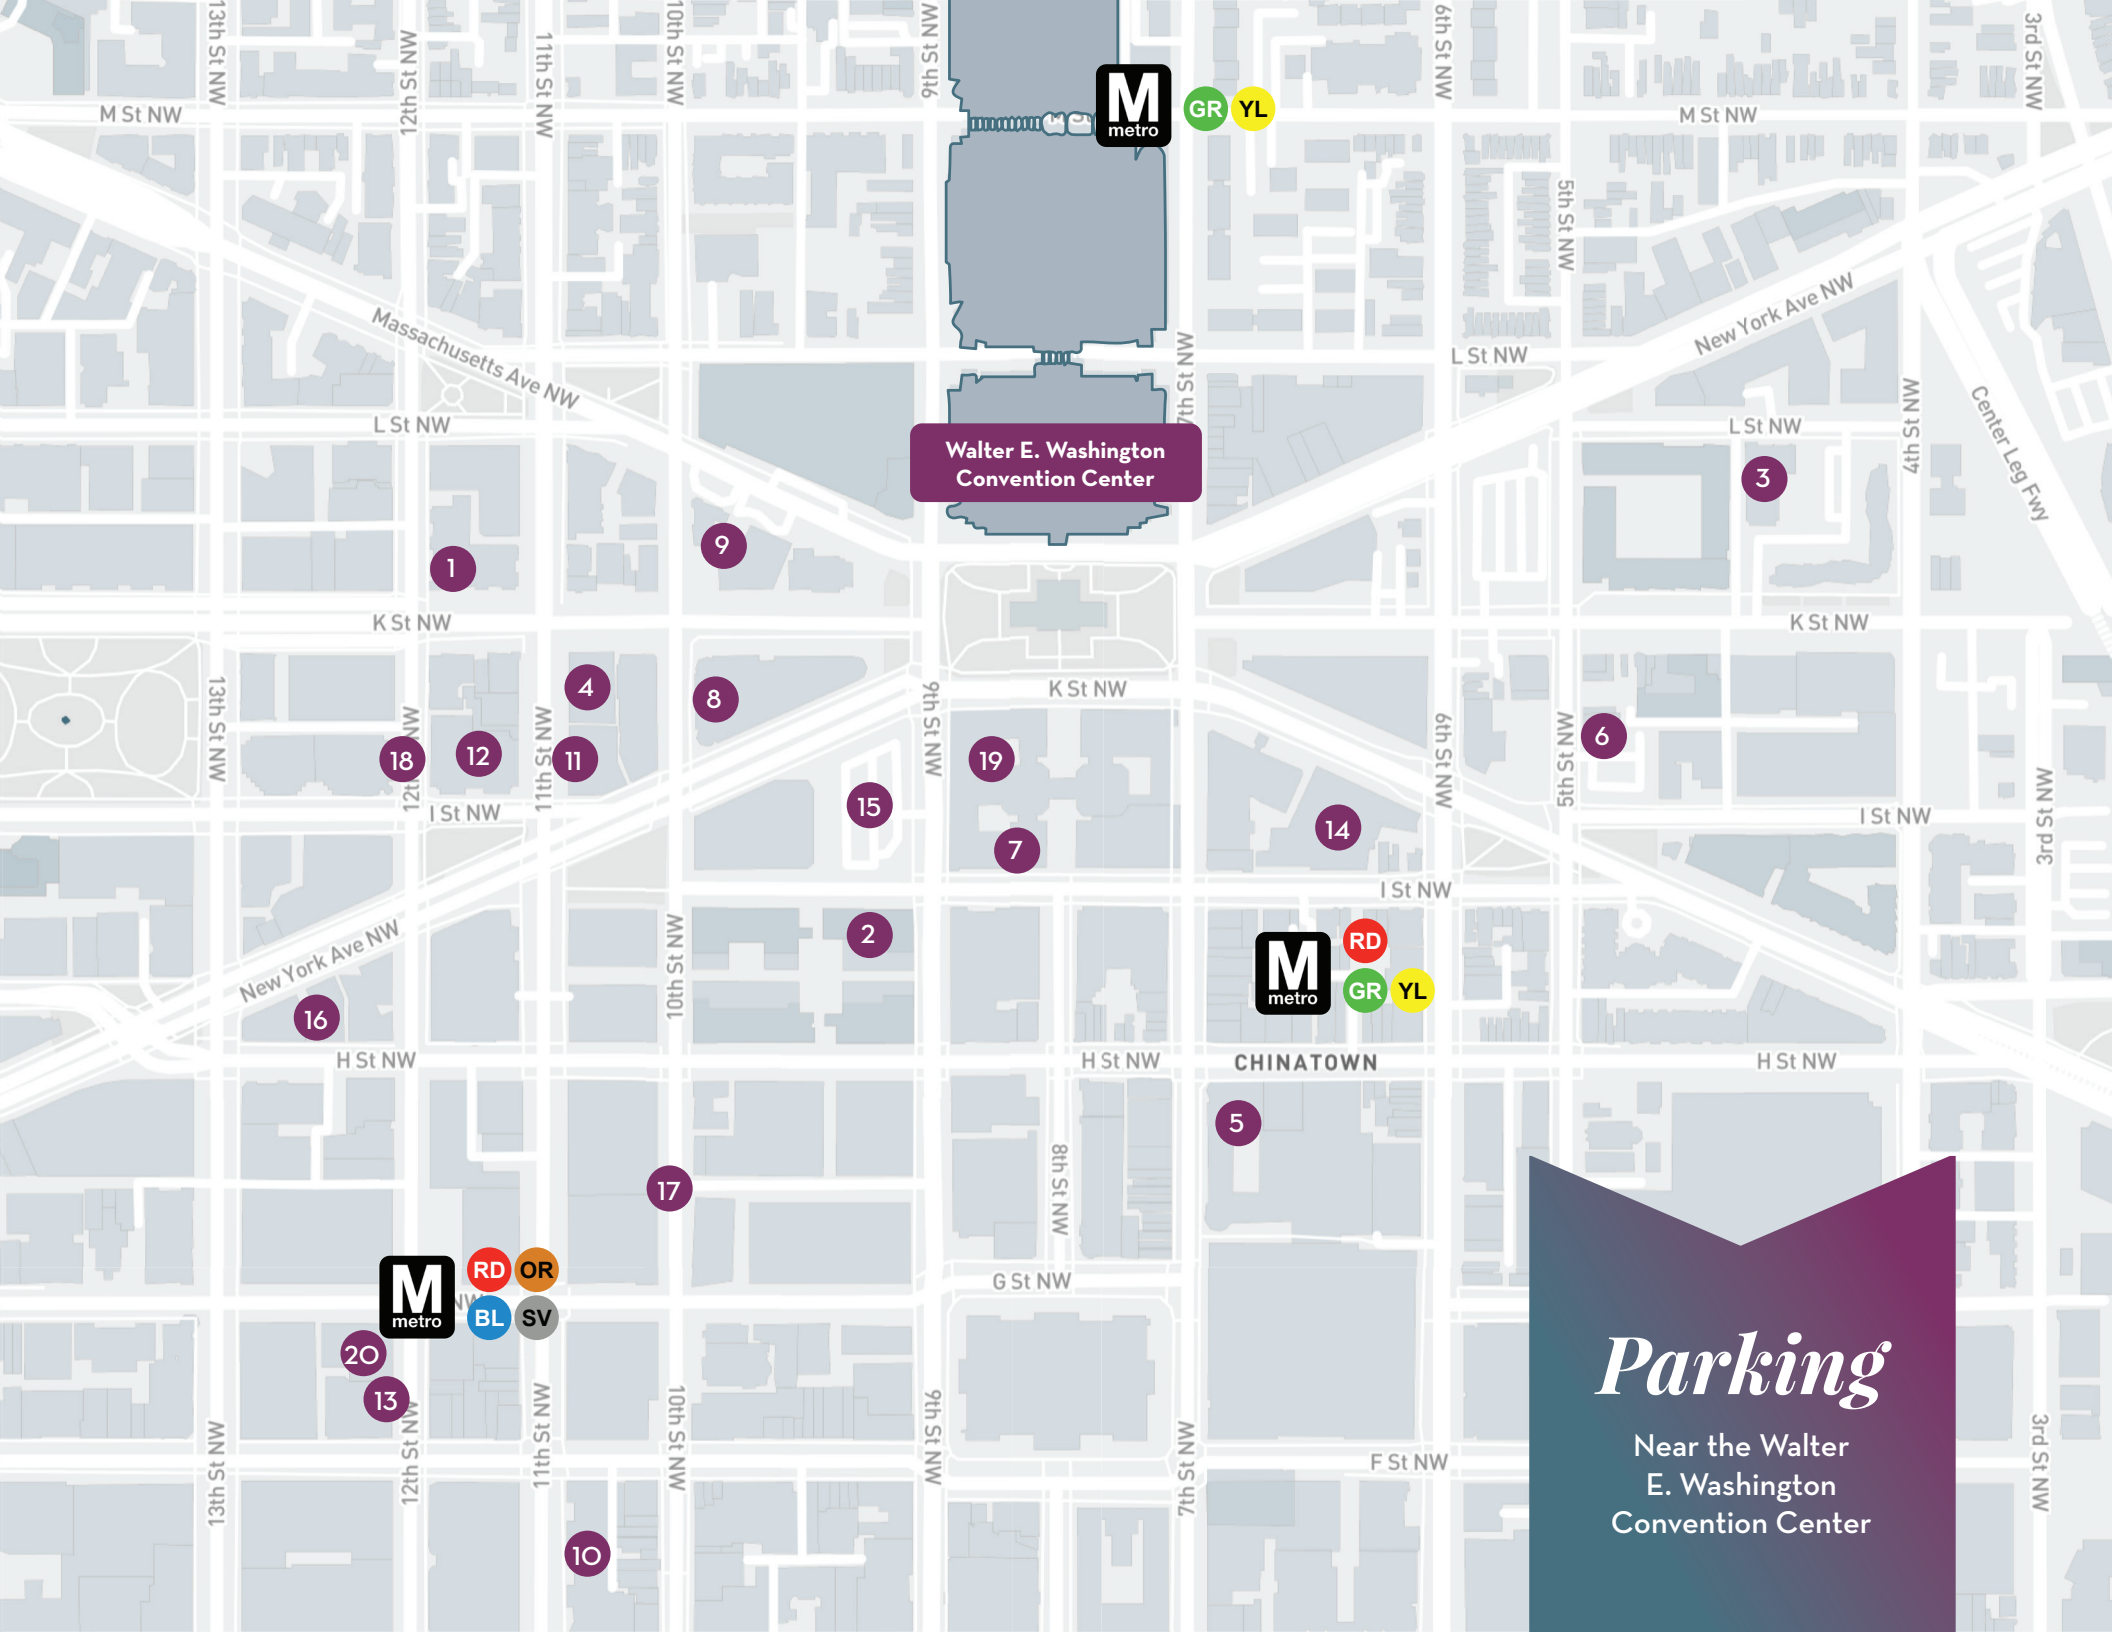 13th St NW
12th St NW
11th St NW
10th St NW
9th St NW
6th St NW
3rd St NW
M St NW
M
metro
GR
YL
M St NW
5th St NW
Massachusetts Ave NW
New York Ave NW
7th St NW
L St NW
L St NW
L St NW
4th St NW
Center Leg Fwy
Walter E. Washington
Convention Center
3
9
1
K St NW
K St NW
4
8
K St NW
13th St NW
12th St NW
11th St NW
9th St NW
6th St NW
5th St NW
3rd St NW
18
12
11
19
6
15
14
7
I St NW
I St NW
I St NW
2
10th St NW
New York Ave NW
16
M
metro
RD
GR
YL
H St NW
H St NW
CHINATOWN
H St NW
5
8th St NW
17
M
metro
RD
OR
BL
SV
NW
G St NW
20
13
13th St NW
12th St NW
11th St NW
10th St NW
9th St NW
7th St NW
F St NW
3rd St NW
10
Parking
Near the Walter
E. Washington
Convention Center